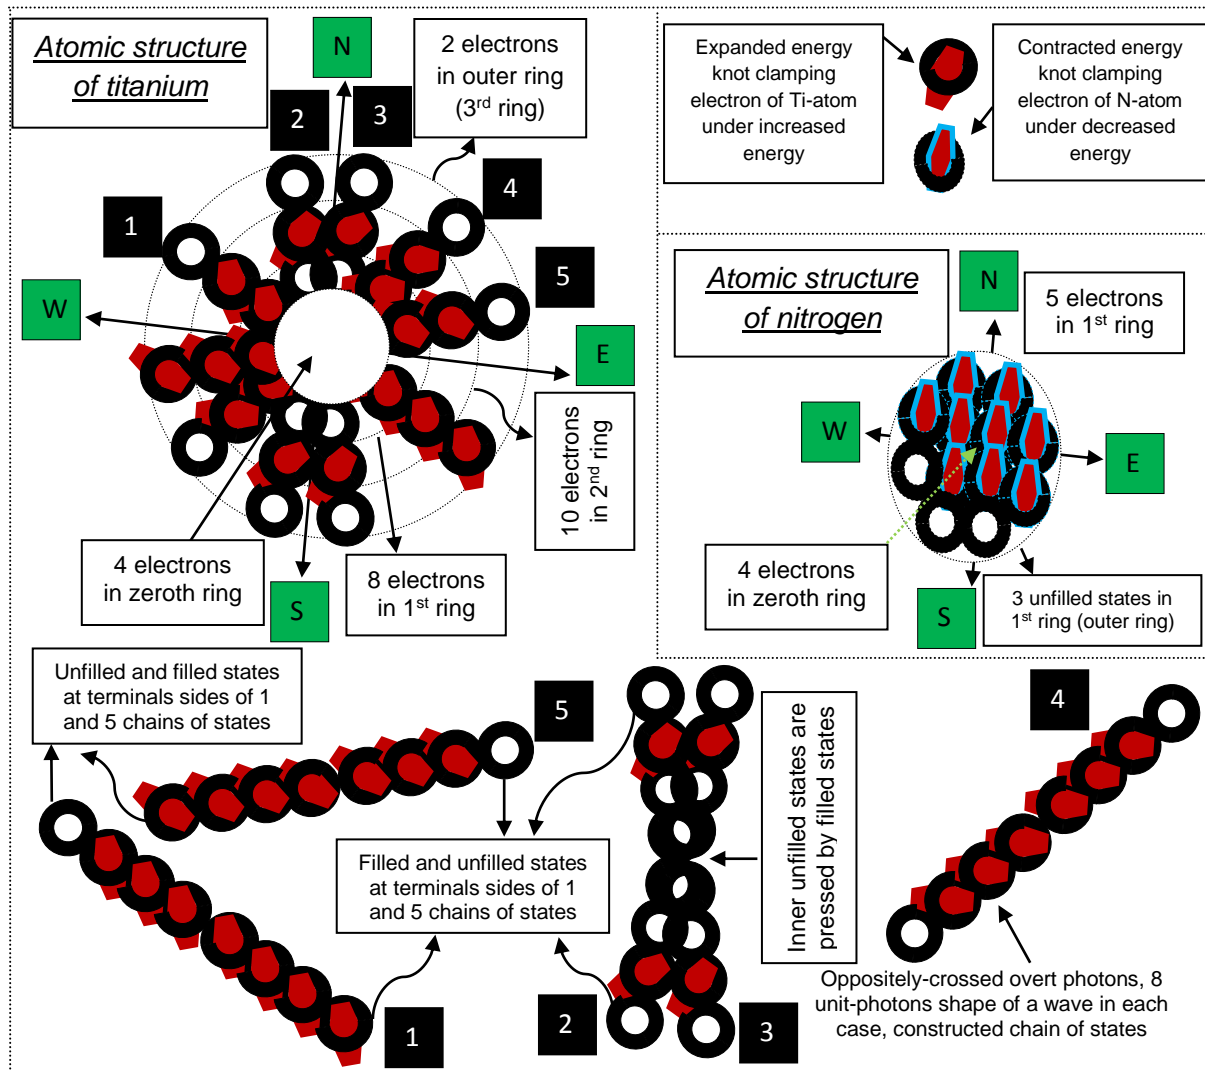 Atomic structure
of titanium
N
2 electrons
in outer ring
(3rd ring)
2
3
4
1
5
W
E
10 electrons
in 2nd ring
4 electrons
in zeroth ring
8 electrons
in 1st ring
S
Expanded energy
knot clamping
electron of Ti-atom
under increased
energy
Contracted energy
knot clamping
electron of N-atom
under decreased
energy
Atomic structure
of nitrogen
N
5 electrons
in 1st ring
W
E
4 electrons
in zeroth ring
S
3 unfilled states in
1st ring (outer ring)
Unfilled and filled states
at terminals sides of 1
and 5 chains of states
5
Filled and unfilled states
at terminals sides of 1
and 5 chains of states
1
2
3
Inner unfilled states are
pressed by filled states
4
Oppositely-crossed overt photons, 8
unit-photons shape of a wave in each
case, constructed chain of states